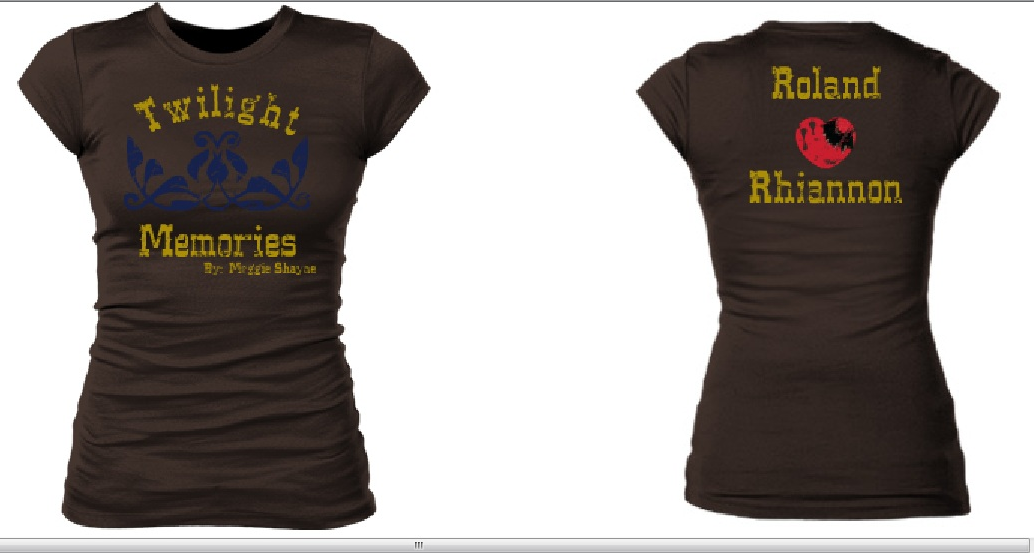 Twilight
Memories
By: Maggie Shayne
Roland
Rhiannon